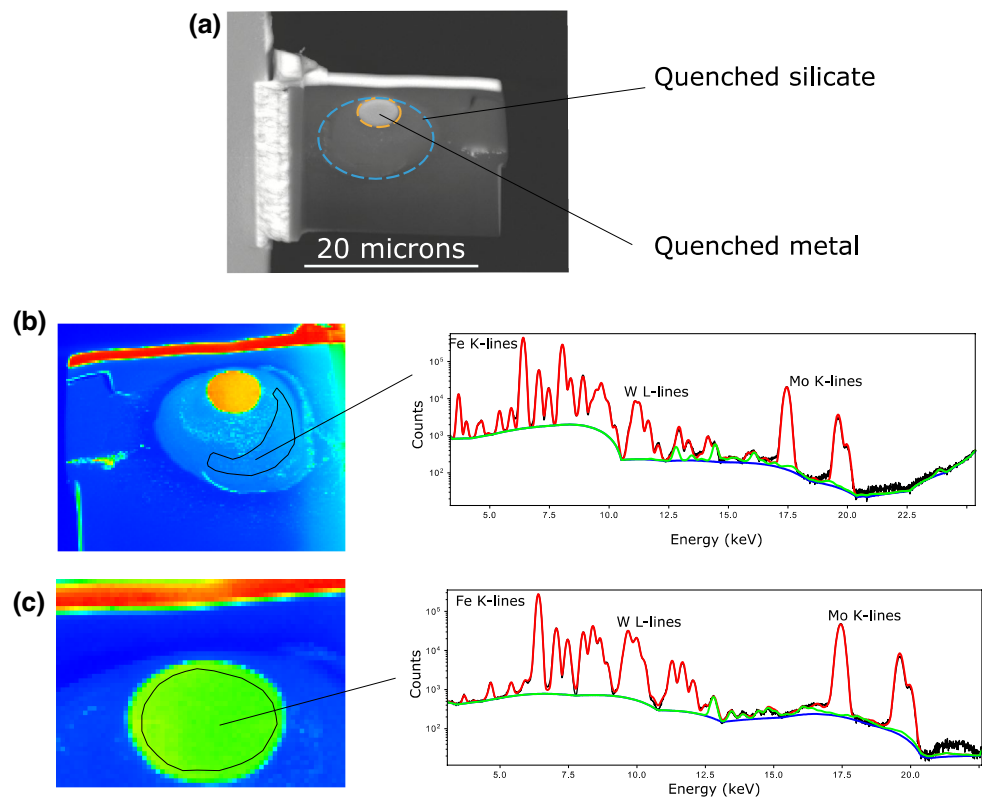 (a)
Quenched silicate
Quenched metal
20 microns
(b)
Fe K-lines
W L-lines
Mo K-lines
10⁵
10⁴
10³
10²
Counts
5.0 7.5 10.0 12.5 15.0 17.5 20.0 22.5
Energy (keV)
(c)
Fe K-lines
W L-lines
Mo K-lines
10⁵
10⁴
10³
10²
Counts
5.0 7.5 10.0 12.5 15.0 17.5 20.0
Energy (keV)